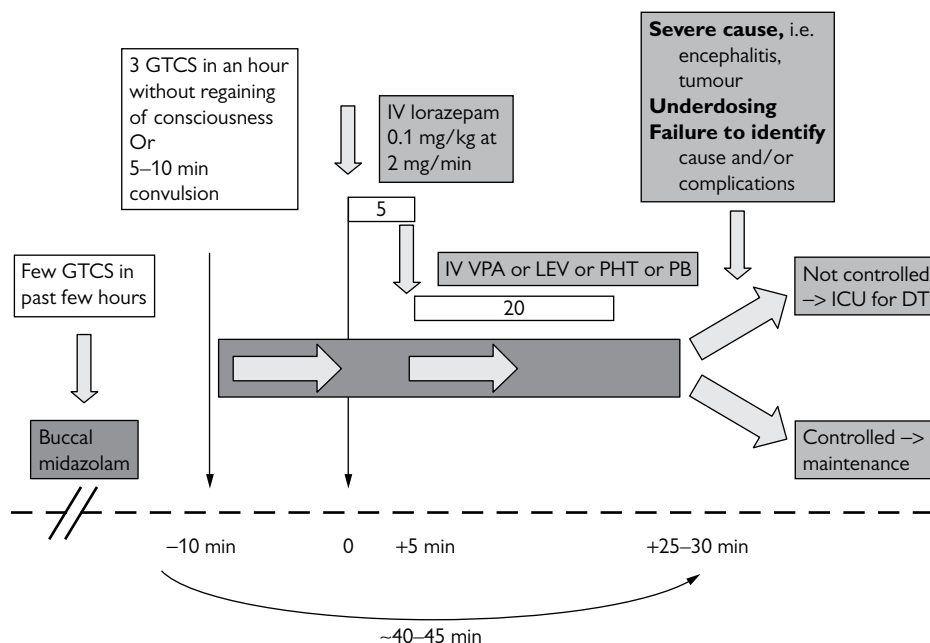 3 GTCS in an hour
without regaining
of consciousness
Or
5–10 min
convulsion
IV lorazepam
0.1 mg/kg at
2 mg/min
Severe cause, i.e.
encephalitis,
tumour
Underdosing
Failure to identify
cause and/or
complications
5
Few GTCS in
past few hours
IV VPA or LEV or PHT or PB
20
Not controlled
–> ICU for DT
Buccal
midazolam
Controlled –>
maintenance
–10 min
0
+5 min
+25–30 min
~40–45 min